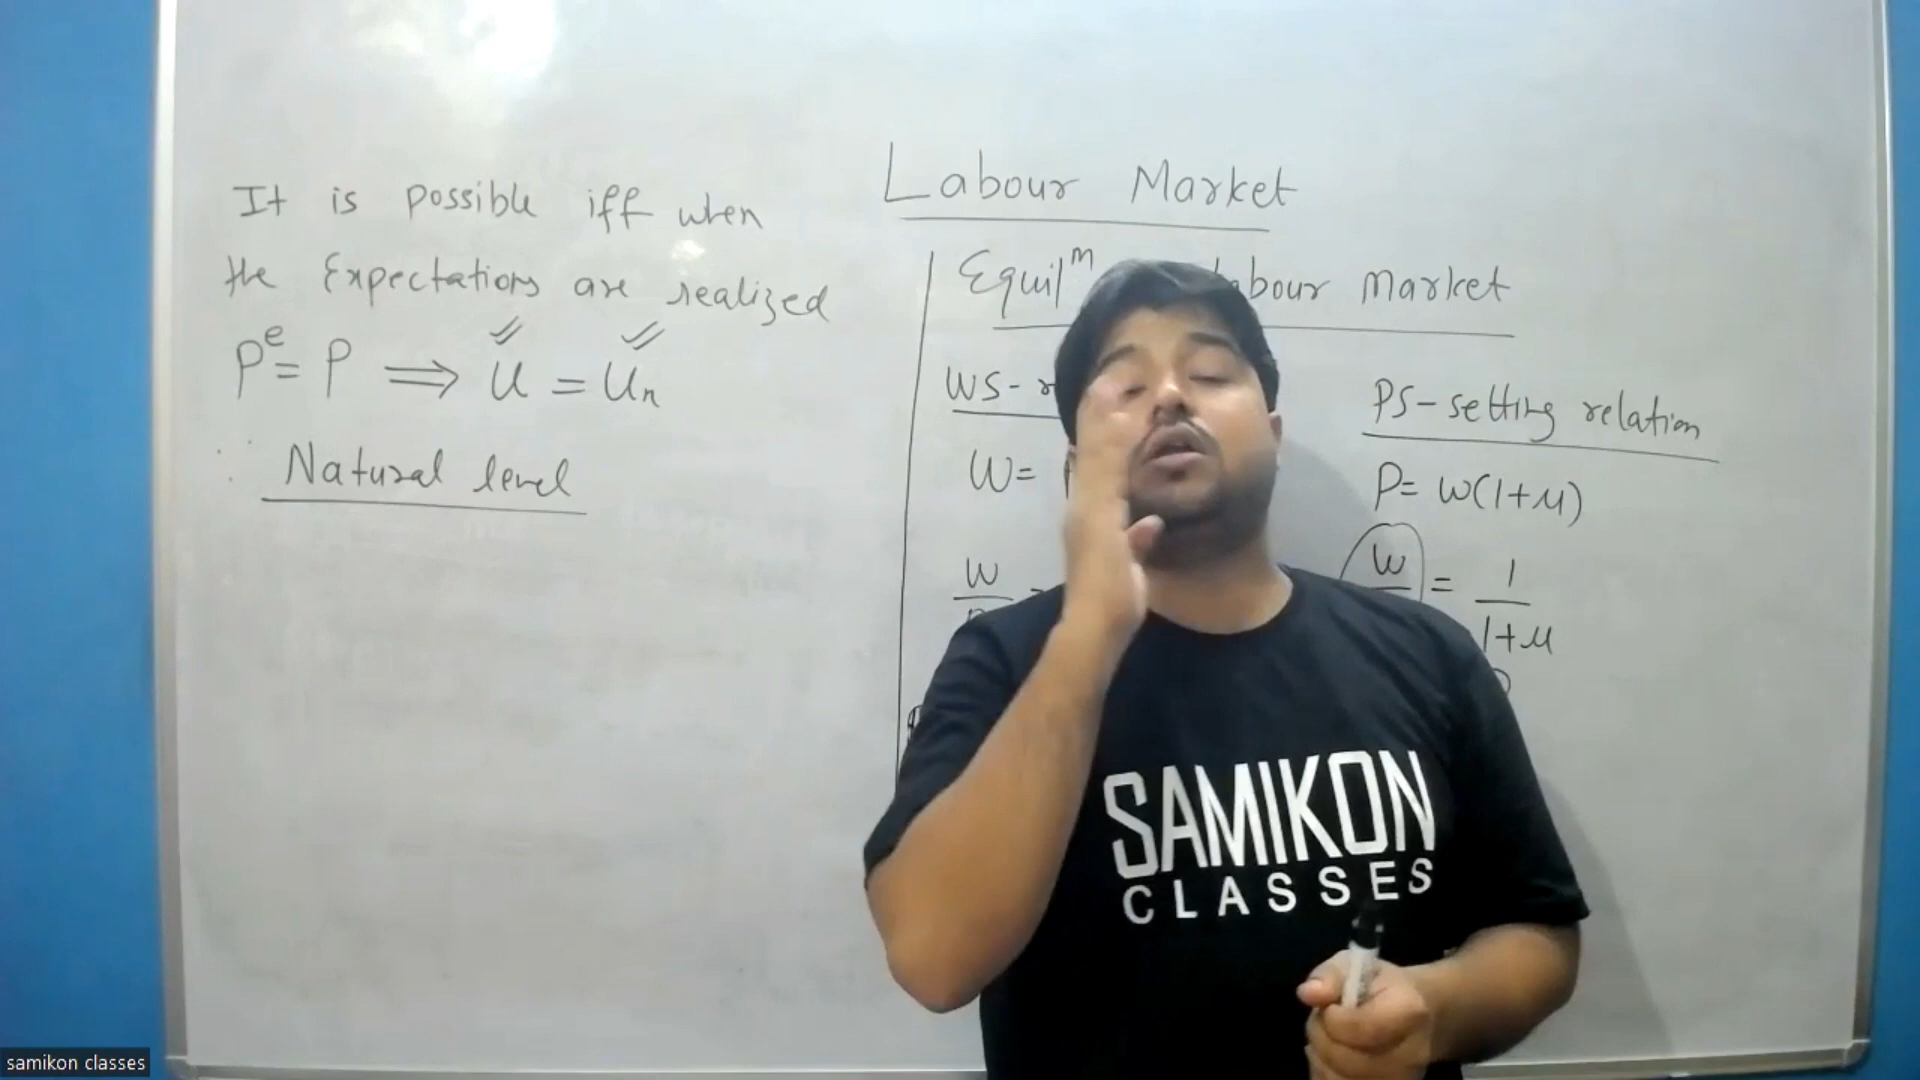 Labour Market
It is possible iff when
the Expectations are realized
Pᵉ = P ⟹ u = uₙ
∴ Natural level
Equilᵐ Labour Market
WS-
W=
W
PS-setting relation
P= W(1+μ)
W = 1
1+μ
SAMIKON
CLASSES
samikon classes